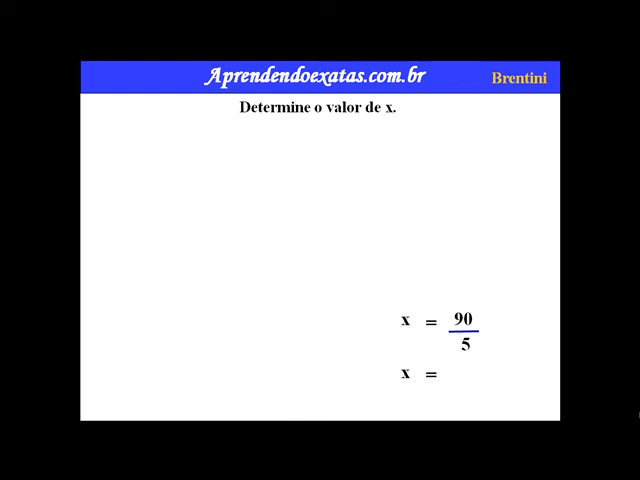 Aprendendoexatas.com.br
Brentini
Determine o valor de x.
x = 90
5
x =